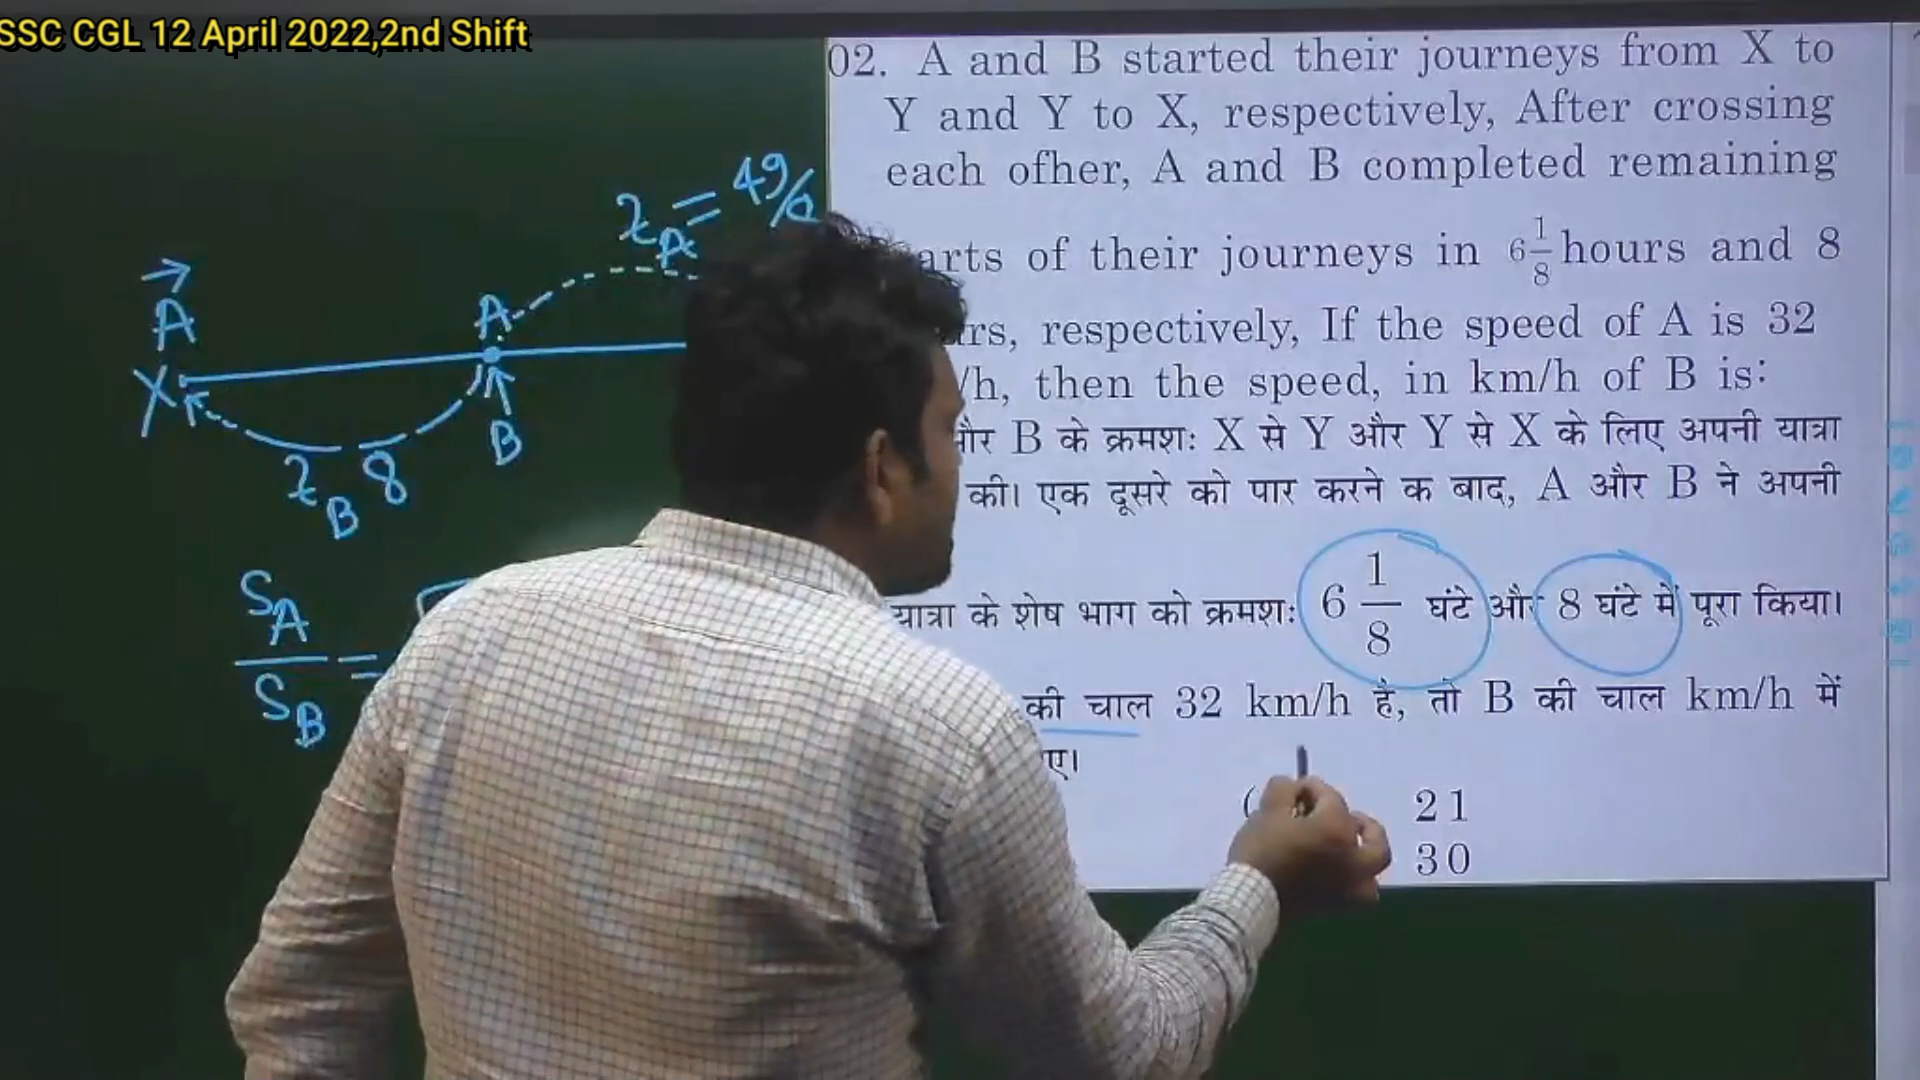 SSC CGL 12 April 2022,2nd Shift
02. A and B started their journeys from X to
Y and Y to X, respectively, After crossing
each ofher, A and B completed remaining
arts of their journeys in 6 1/8 hours and 8
rs, respectively, If the speed of A is 32
/h, then the speed, in km/h of B is:
और B के क्रमशः X से Y और Y से X के लिए अपनी यात्रा
की। एक दूसरे को पार करने क बाद, A और B ने अपनी
यात्रा के शेष भाग को क्रमशः 6 1/8 घंटे और 8 घंटे में पूरा किया।
की चाल 32 km/h है, तो B की चाल km/h में
ए।
21
30
t_A = 49/
A
X
A
B
t_B 8
S_A/S_B =